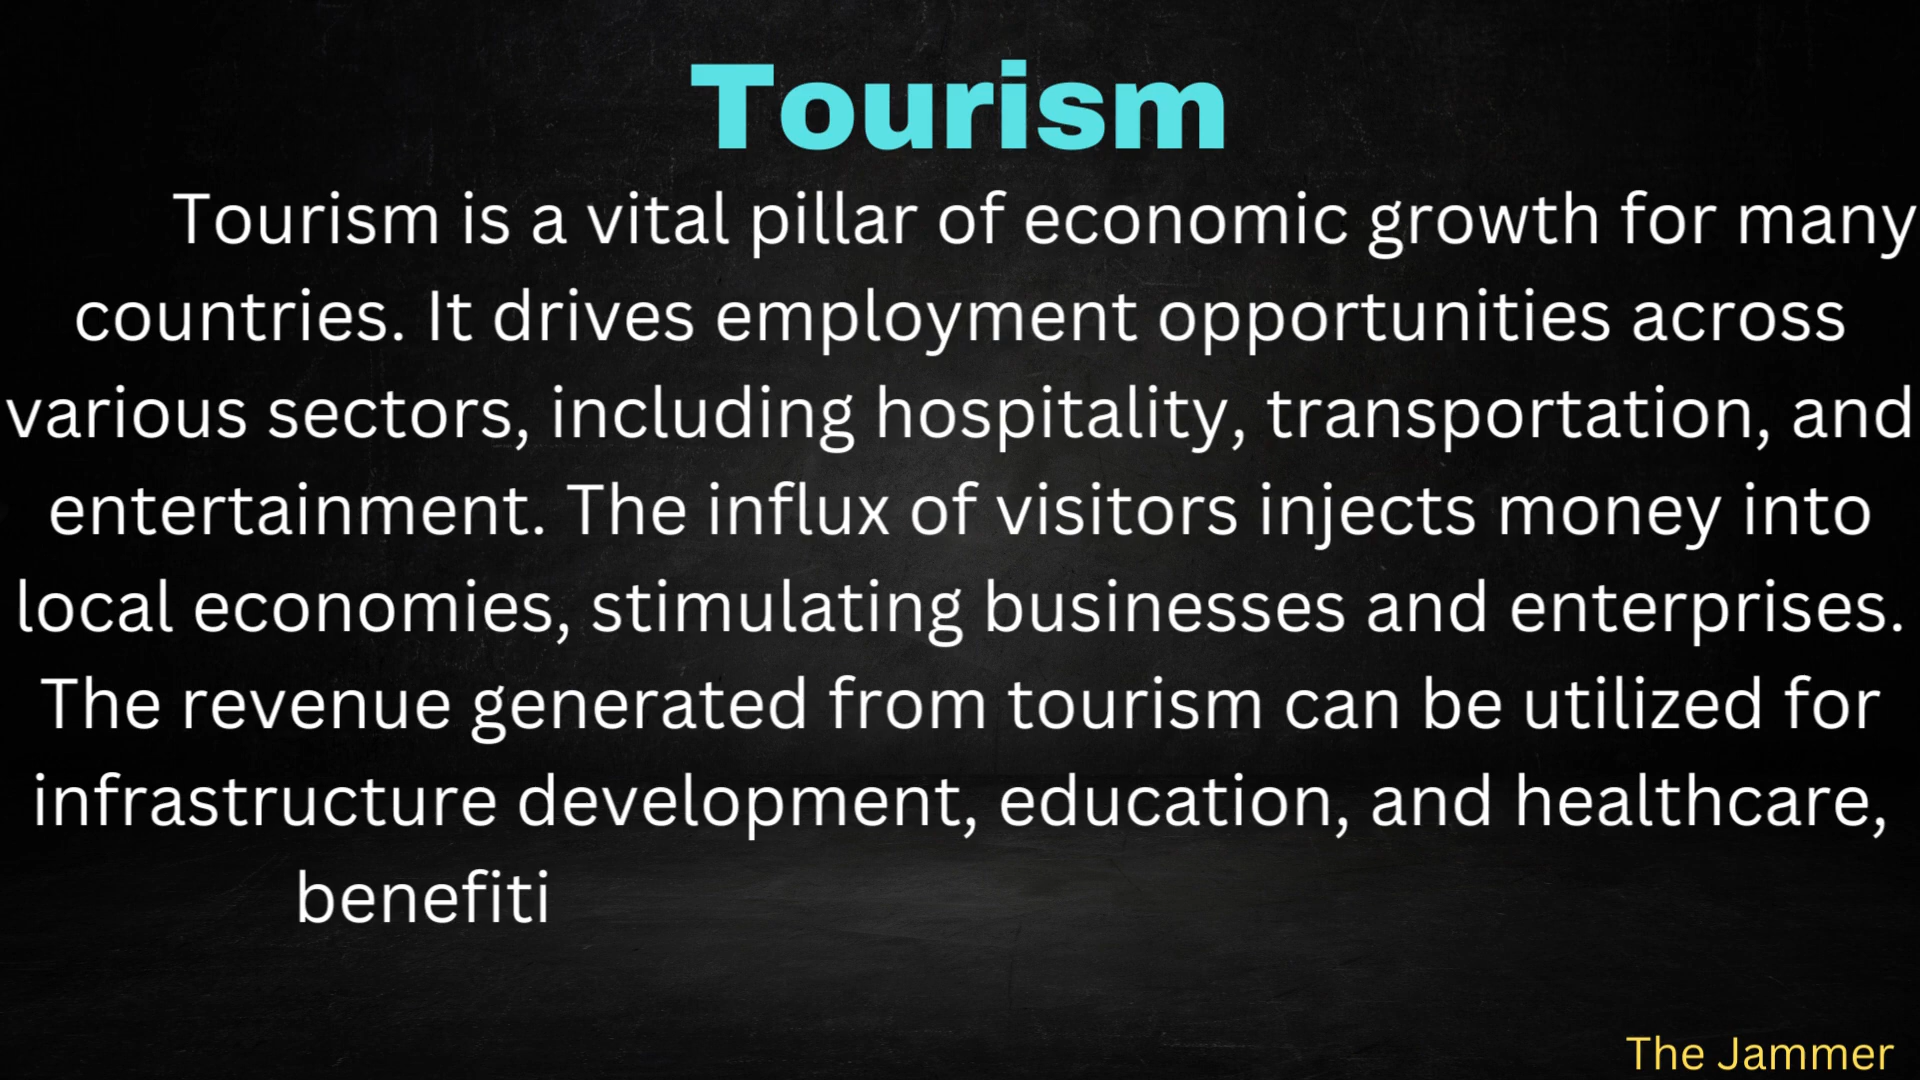 Tourism
Tourism is a vital pillar of economic growth for many
countries. It drives employment opportunities across
various sectors, including hospitality, transportation, and
entertainment. The influx of visitors injects money into
local economies, stimulating businesses and enterprises.
The revenue generated from tourism can be utilized for
infrastructure development, education, and healthcare,
benefiti
The Jammer